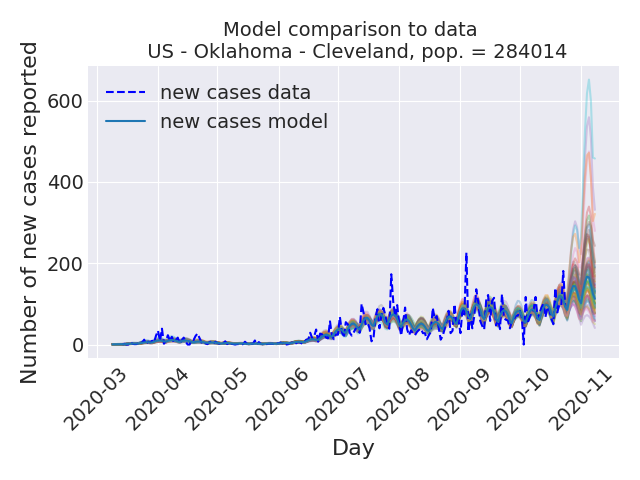 Model comparison to data
US - Oklahoma - Cleveland, pop. = 284014
Number of new cases reported
600
400
200
0
new cases data
new cases model
2020-03
2020-04
2020-05
2020-06
2020-07
2020-08
2020-09
2020-10
2020-11
Day